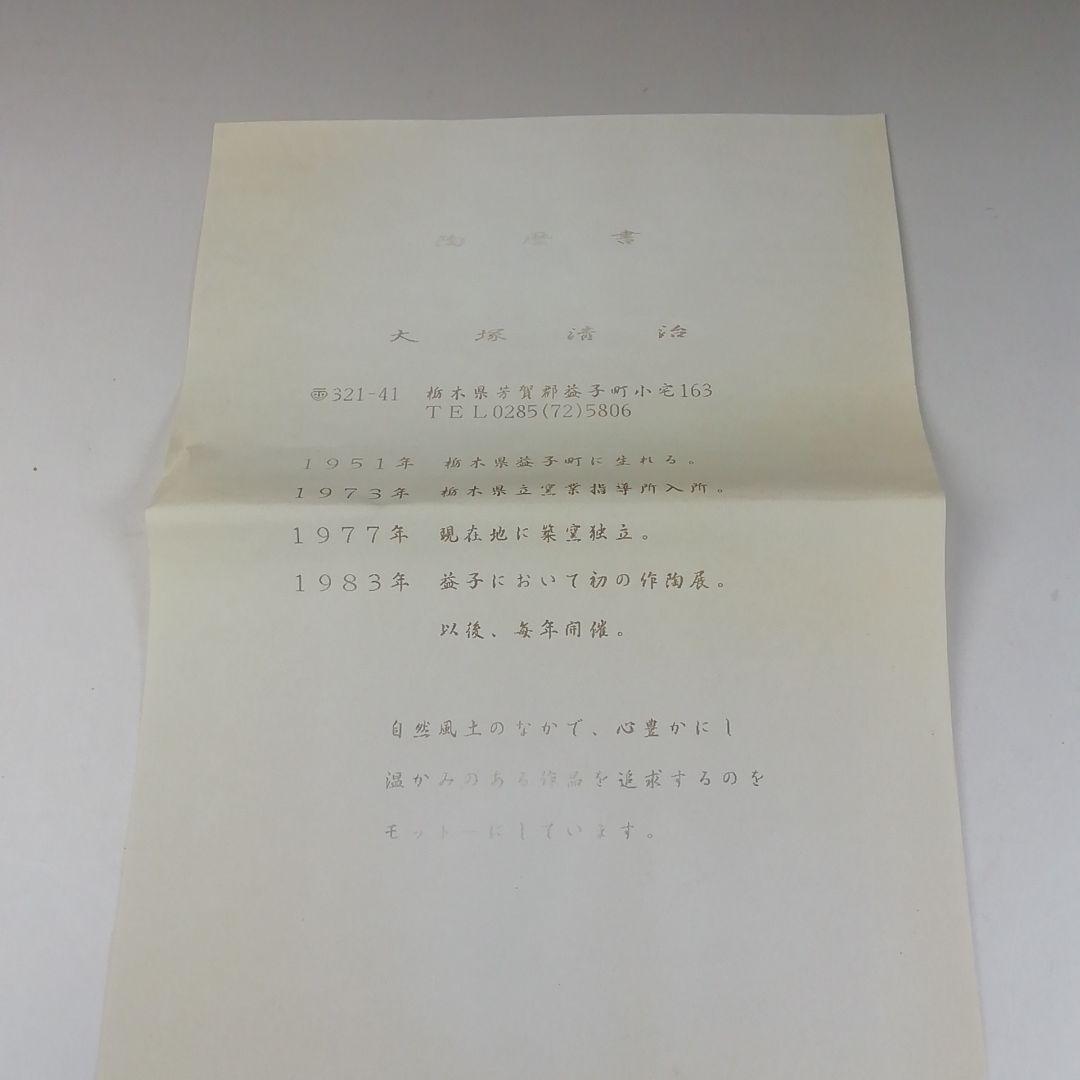 陶歴書
大塚清治
〠321-41 栃木県芳賀郡益子町小宅163
TEL0285(72)5806
1951年 栃木県益子町に生れる。
1973年 栃木県立窯業指導所入所。
1977年 現在地に築窯独立。
1983年 益子において初の作陶展。
以後、毎年開催。
自然風土のなかで、心豊かにし
温かみのある作品を追求するのを
モットーにしています。